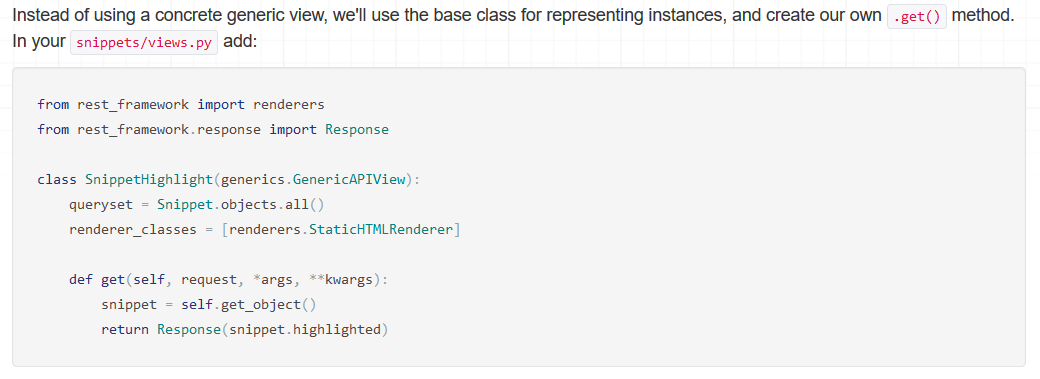 Instead of using a concrete generic view, we'll use the base class for representing instances, and create our own .get() method.
In your snippets/views.py add:
from rest_framework import renderers
from rest_framework.response import Response
class SnippetHighlight(generics.GenericAPIView):
    queryset = Snippet.objects.all()
    renderer_classes = [renderers.StaticHTMLRenderer]
    def get(self, request, *args, **kwargs):
        snippet = self.get_object()
        return Response(snippet.highlighted)